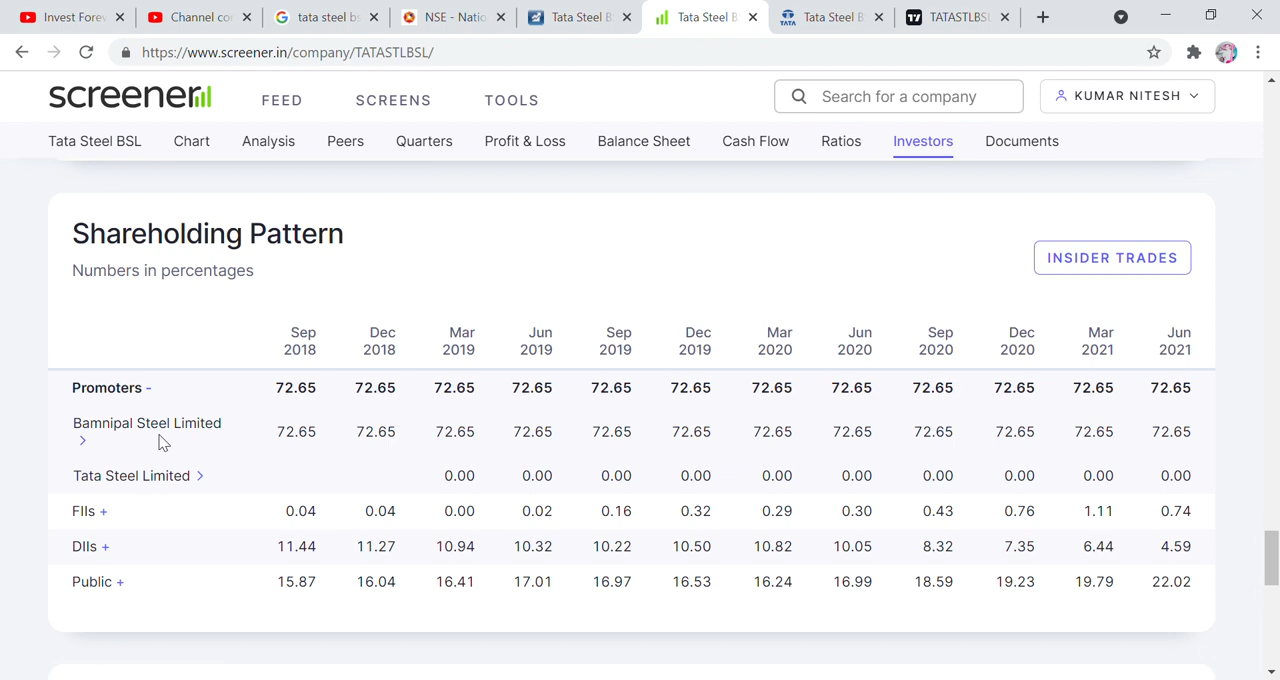 Invest Forev
Channel co
tata steel bs
NSE - Natio
Tata Steel B
Tata Steel B
TATA
Tata Steel B
TATASTLBSL
https://www.screener.in/company/TATASTLBSL/
screener
FEED
SCREENS
TOOLS
Search for a company
KUMAR NITESH
Tata Steel BSL Chart Analysis Peers Quarters Profit & Loss Balance Sheet Cash Flow Ratios Investors Documents
Shareholding Pattern
Numbers in percentages
INSIDER TRADES
Sep 2018 Dec 2018 Mar 2019 Jun 2019 Sep 2019 Dec 2019 Mar 2020 Jun 2020 Sep 2020 Dec 2020 Mar 2021 Jun 2021
Promoters - 72.65 72.65 72.65 72.65 72.65 72.65 72.65 72.65 72.65 72.65 72.65 72.65
Bamnipal Steel Limited > 72.65 72.65 72.65 72.65 72.65 72.65 72.65 72.65 72.65 72.65 72.65 72.65
Tata Steel Limited > 0.00 0.00 0.00 0.00 0.00 0.00 0.00 0.00 0.00 0.00
FIIs + 0.04 0.04 0.00 0.02 0.16 0.32 0.29 0.30 0.43 0.76 1.11 0.74
DIIs + 11.44 11.27 10.94 10.32 10.22 10.50 10.82 10.05 8.32 7.35 6.44 4.59
Public + 15.87 16.04 16.41 17.01 16.97 16.53 16.24 16.99 18.59 19.23 19.79 22.02